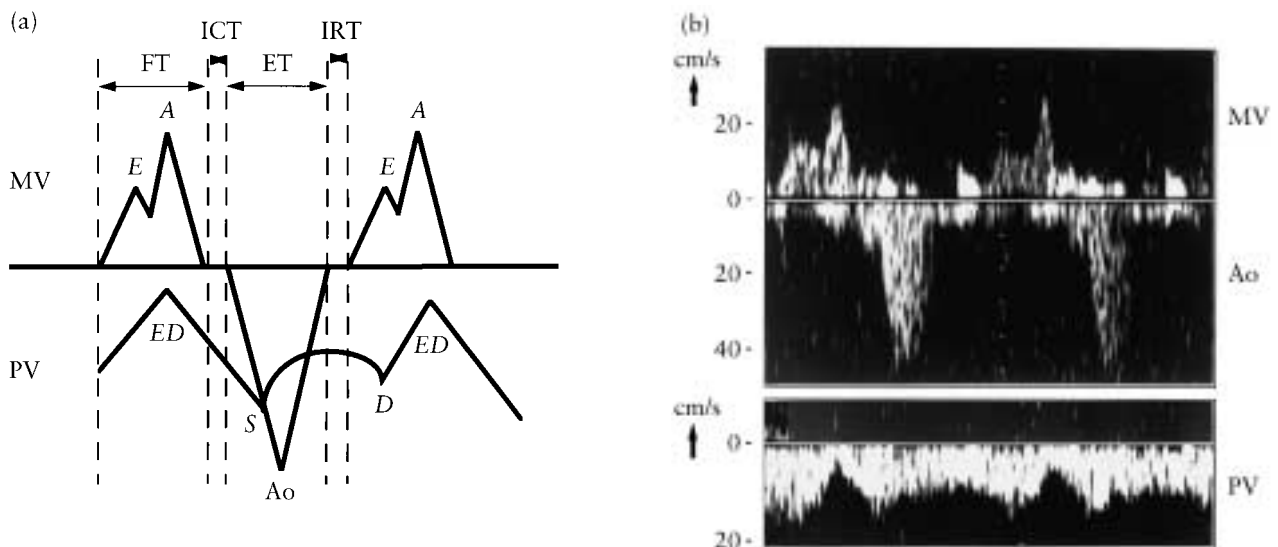 (a)
ICT IRT
FT ET
A A
E E
MV
ED ED
PV
S D
Ao
(b)
cm/s
MV
20 -
0 -
20 -
Ao
40 -
cm/s
0 -
PV
20 -